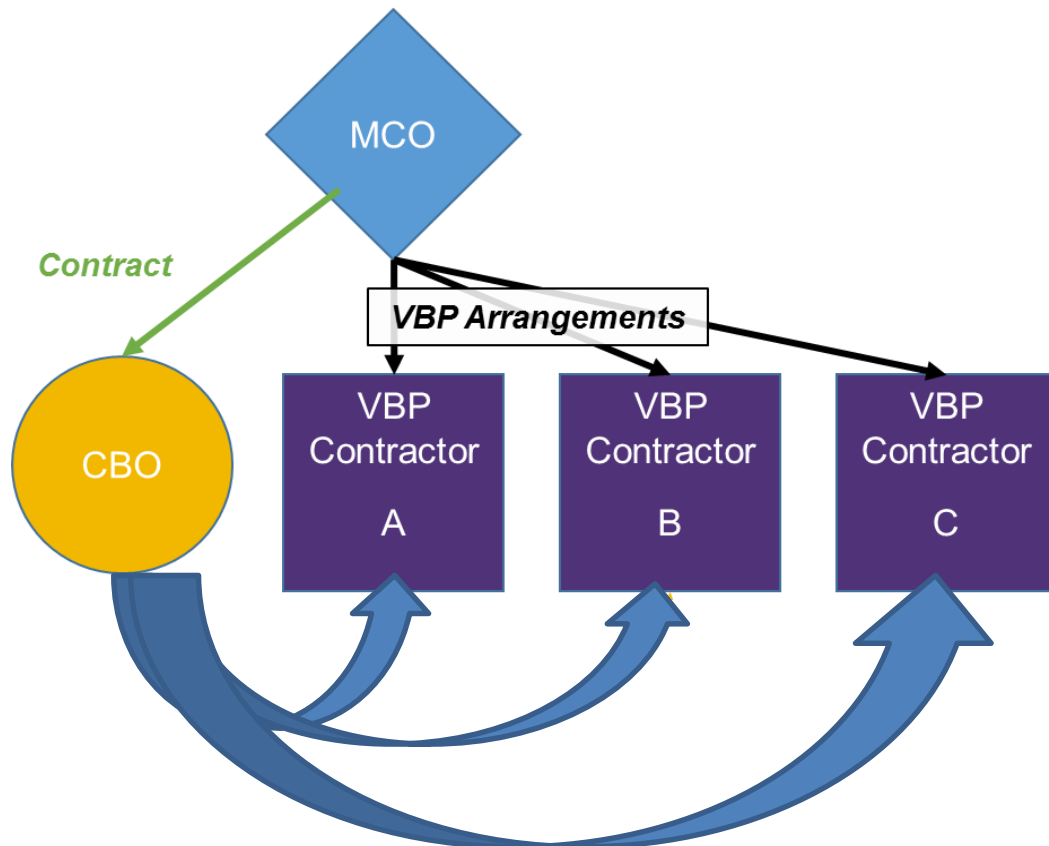 MCO
Contract
VBP Arrangements
CBO
VBP
Contractor
A
VBP
Contractor
B
VBP
Contractor
C